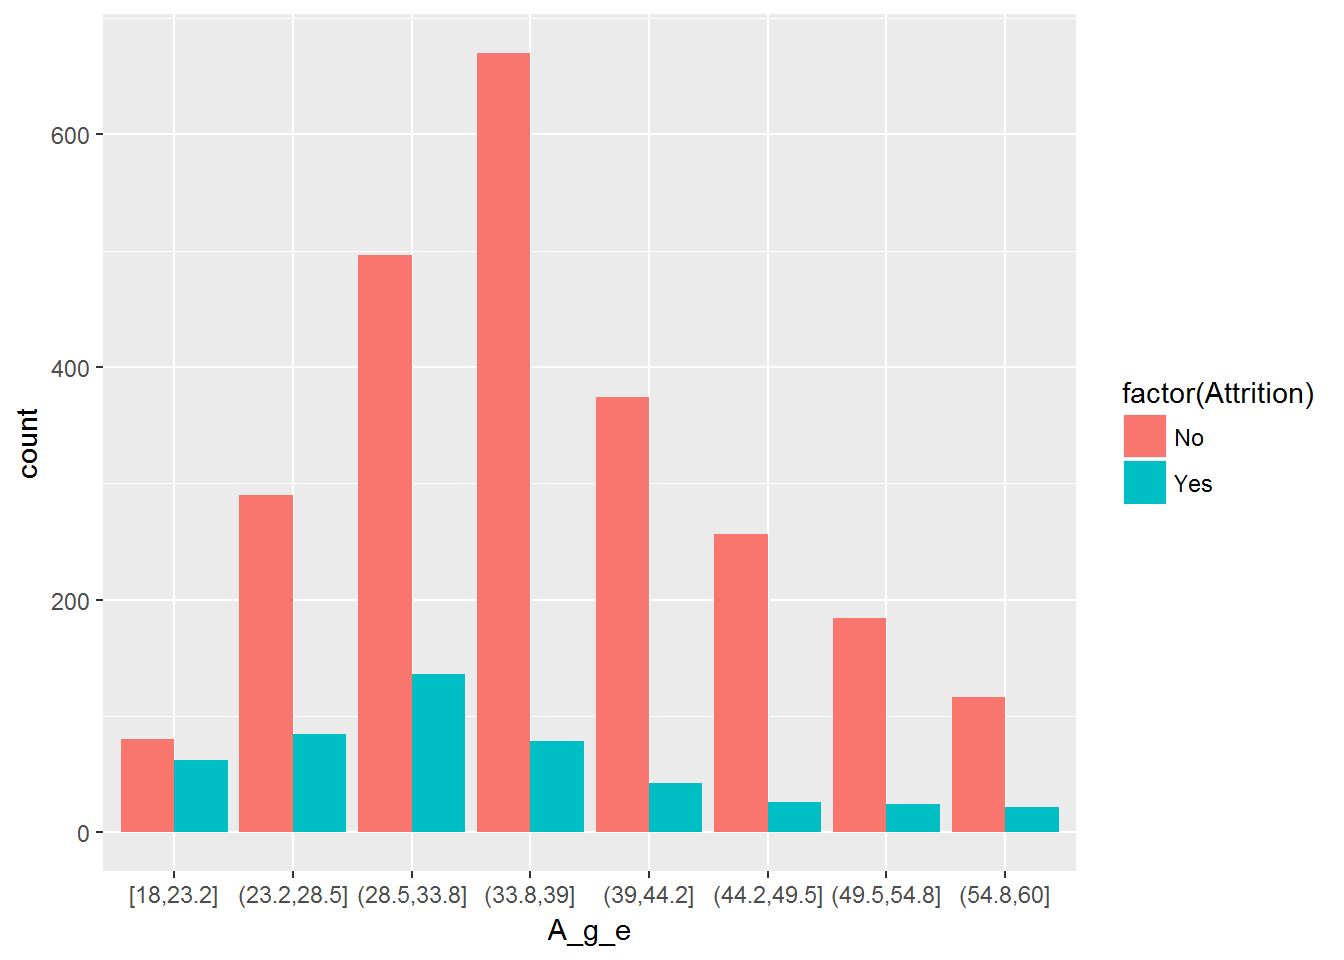 600
400
200
0
count
[18,23.2] (23.2,28.5] (28.5,33.8] (33.8,39] (39,44.2] (44.2,49.5] (49.5,54.8] (54.8,60]
A_g_e
factor(Attrition)
No
Yes